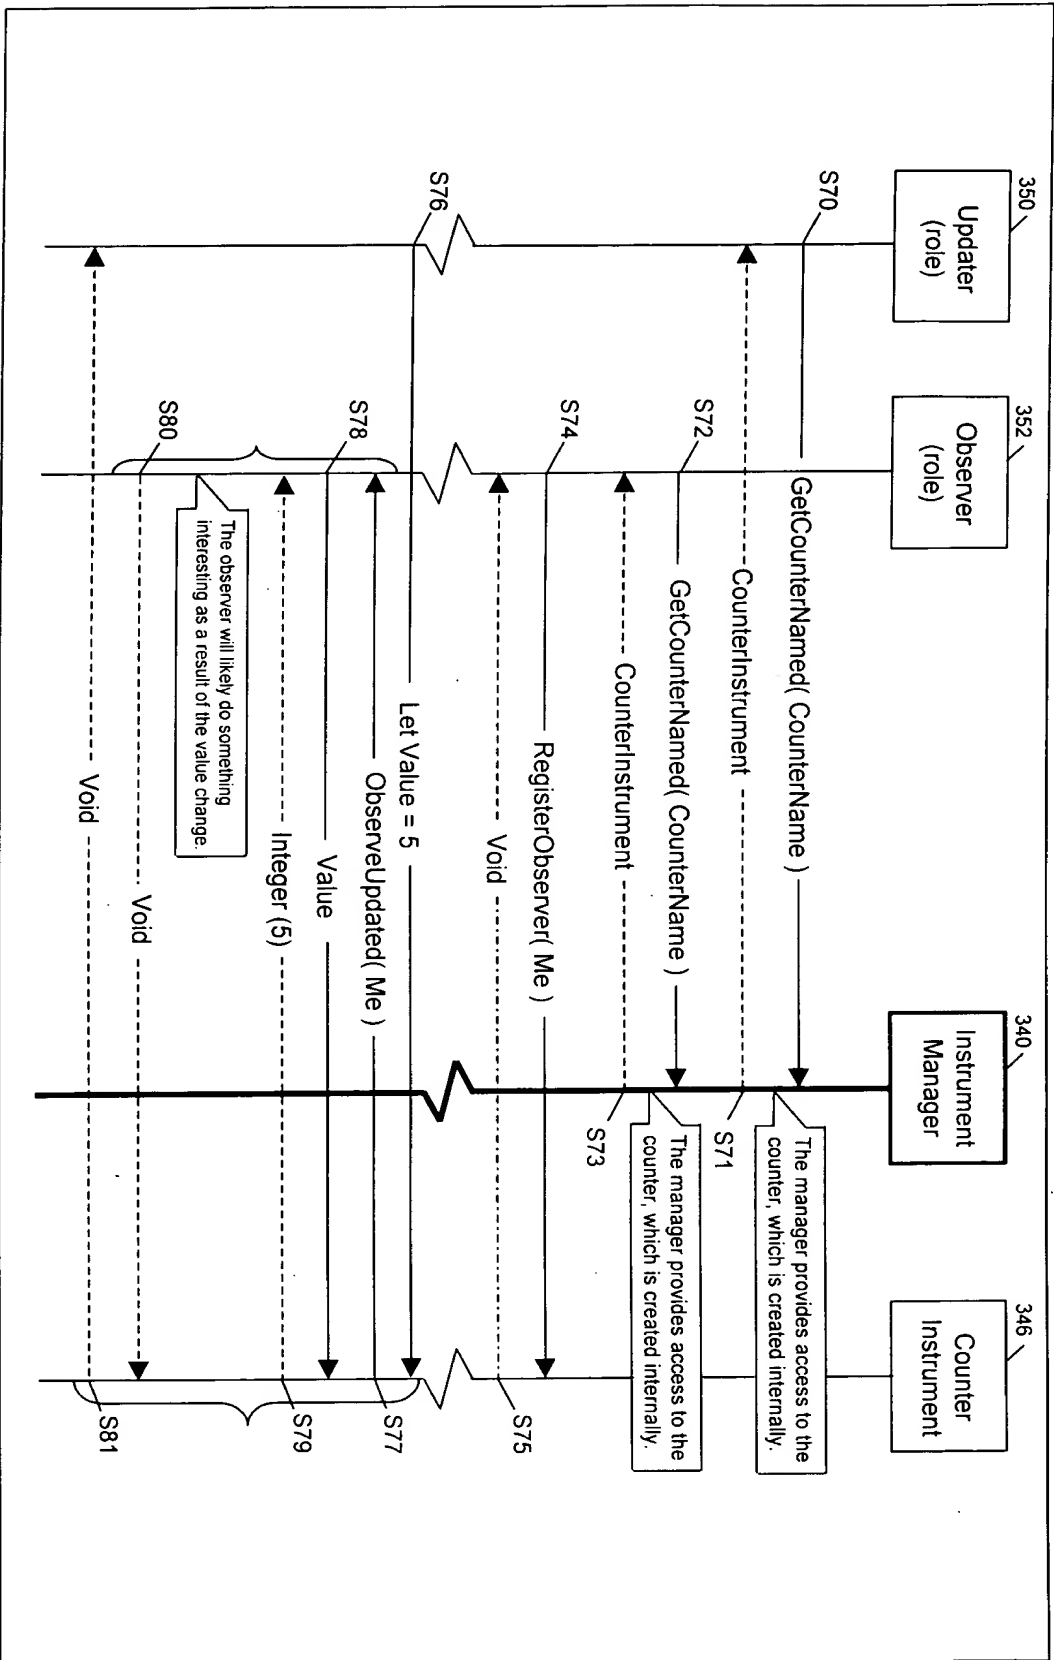 350
Updater
(role)
352
Observer
(role)
340
Instrument
Manager
346
Counter
Instrument
S70
GetCounterNamed( CounterName )
The manager provides access to the
counter, which is created internally.
CounterInstrument
S71
S72
GetCounterNamed( CounterName )
The manager provides access to the
counter, which is created internally.
CounterInstrument
S73
S74
RegisterObserver( Me )
Void
S75
S76
Let Value = 5
ObserveUpdated( Me )
S77
S78
Value
Integer (5)
S79
The observer will likely do something
interesting as a result of the value change.
S80
Void
Void
S81